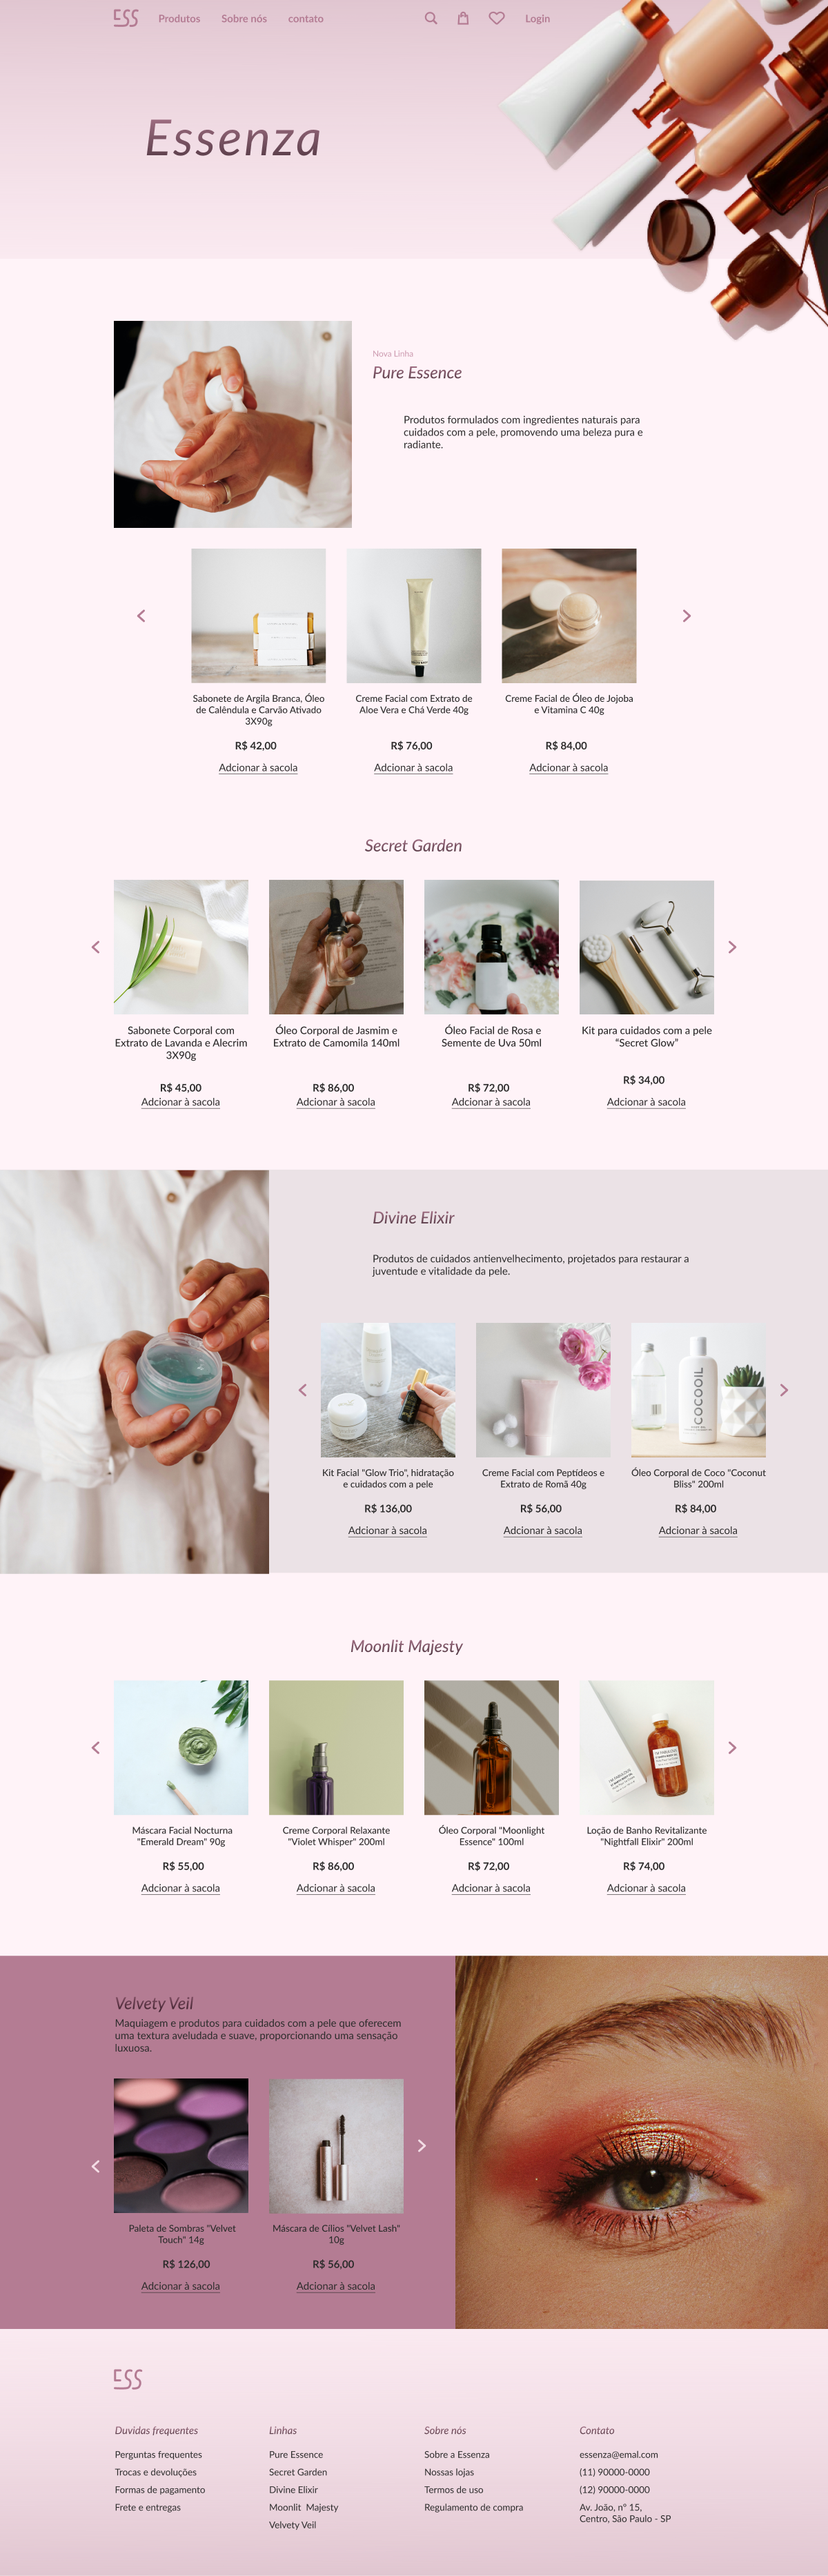 ESS Produtos Sobre nós contato Login
Essenza
Nova Linha
Pure Essence
Produtos formulados com ingredientes naturais para
cuidados com a pele, promovendo uma beleza pura e
radiante.
Sabonete de Argila Branca, Óleo
de Calêndula e Carvão Ativado
3X90g
R$ 42,00
Adcionar à sacola
Creme Facial com Extrato de
Aloe Vera e Chá Verde 40g
R$ 76,00
Adcionar à sacola
Creme Facial de Óleo de Jojoba
e Vitamina C 40g
R$ 84,00
Adcionar à sacola
Secret Garden
Sabonete Corporal com
Extrato de Lavanda e Alecrim
3X90g
R$ 45,00
Adcionar à sacola
Óleo Corporal de Jasmim e
Extrato de Camomila 140ml
R$ 86,00
Adcionar à sacola
Óleo Facial de Rosa e
Semente de Uva 50ml
R$ 72,00
Adcionar à sacola
Kit para cuidados com a pele
“Secret Glow”
R$ 34,00
Adcionar à sacola
Divine Elixir
Produtos de cuidados antienvelhecimento, projetados para restaurar a
juventude e vitalidade da pele.
COCOOIL
Kit Facial "Glow Trio", hidratação
e cuidados com a pele
R$ 136,00
Adcionar à sacola
Creme Facial com Peptídeos e
Extrato de Romã 40g
R$ 56,00
Adcionar à sacola
Óleo Corporal de Coco "Coconut
Bliss" 200ml
R$ 84,00
Adcionar à sacola
Moonlit Majesty
Máscara Facial Nocturna
"Emerald Dream" 90g
R$ 55,00
Adcionar à sacola
Creme Corporal Relaxante
"Violet Whisper" 200ml
R$ 86,00
Adcionar à sacola
Óleo Corporal "Moonlight
Essence" 100ml
R$ 72,00
Adcionar à sacola
Loção de Banho Revitalizante
"Nightfall Elixir" 200ml
R$ 74,00
Adcionar à sacola
Velvety Veil
Maquiagem e produtos para cuidados com a pele que oferecem
uma textura aveludada e suave, proporcionando uma sensação
luxuosa.
Paleta de Sombras "Velvet
Touch" 14g
R$ 126,00
Adcionar à sacola
Máscara de Cílios "Velvet Lash"
10g
R$ 56,00
Adcionar à sacola
ESS
Duvidas frequentes
Perguntas frequentes
Trocas e devoluções
Formas de pagamento
Frete e entregas
Linhas
Pure Essence
Secret Garden
Divine Elixir
Moonlit Majesty
Velvety Veil
Sobre nós
Sobre a Essenza
Nossas lojas
Termos de uso
Regulamento de compra
Contato
essenza@emal.com
(11) 90000-0000
(12) 90000-0000
Av. João, nº 15,
Centro, São Paulo - SP